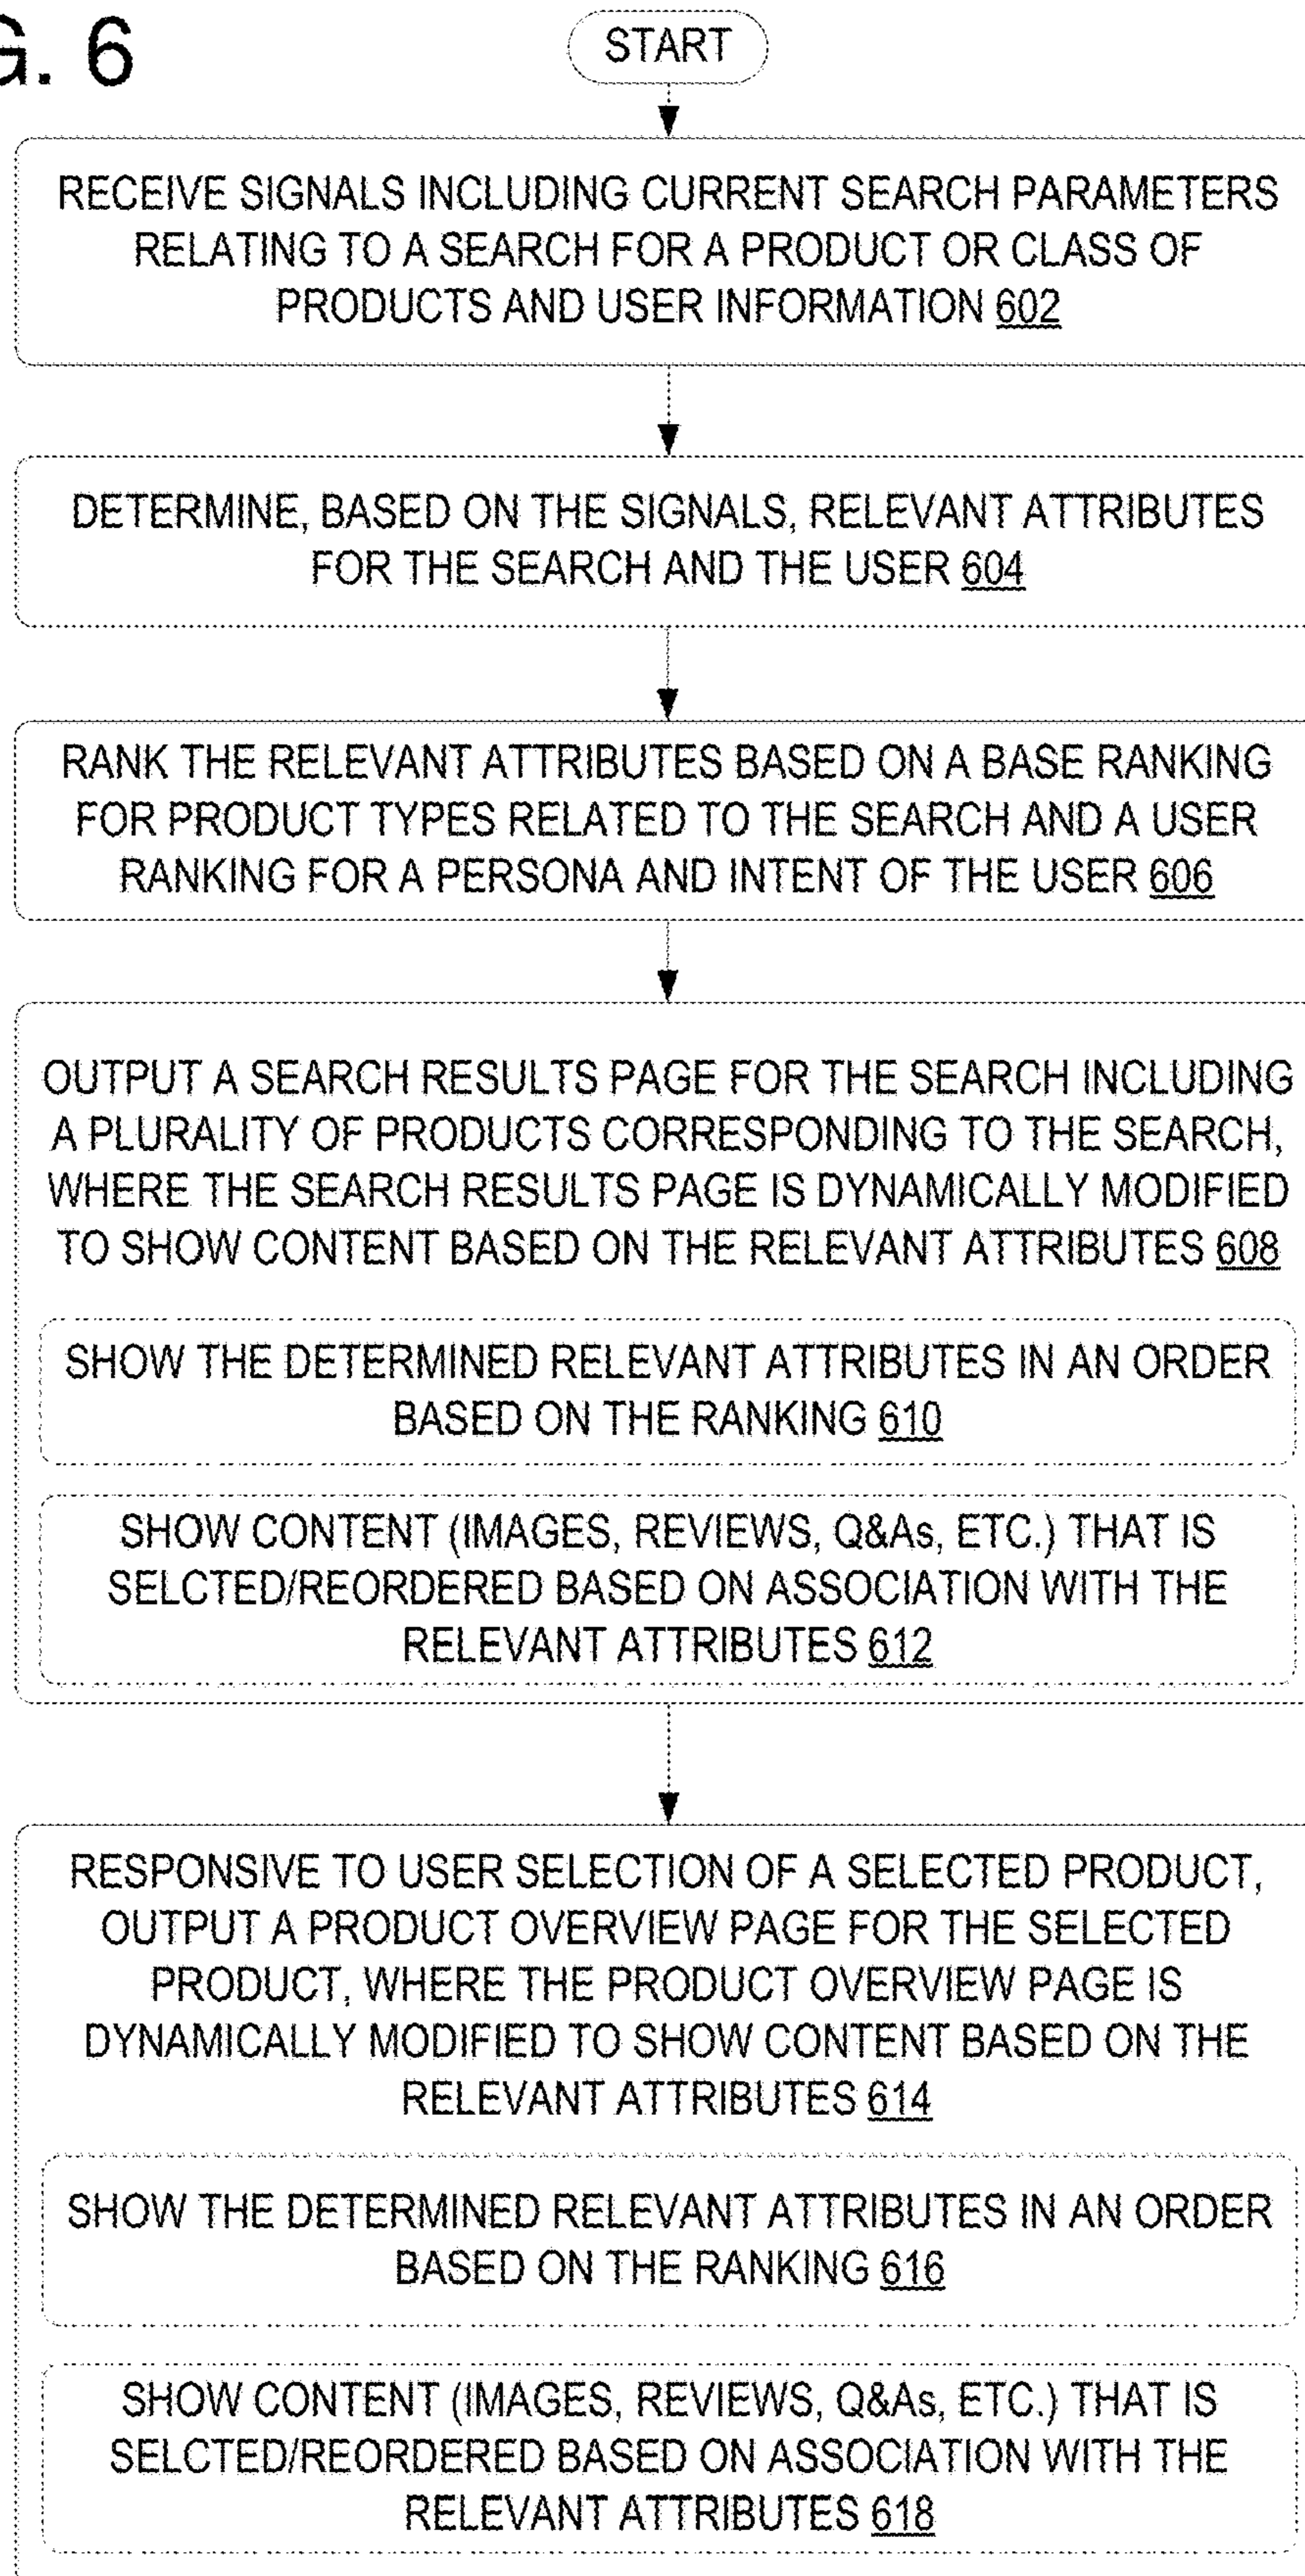 G. 6
START
RECEIVE SIGNALS INCLUDING CURRENT SEARCH PARAMETERS
RELATING TO A SEARCH FOR A PRODUCT OR CLASS OF
PRODUCTS AND USER INFORMATION 602
DETERMINE, BASED ON THE SIGNALS, RELEVANT ATTRIBUTES
FOR THE SEARCH AND THE USER 604
RANK THE RELEVANT ATTRIBUTES BASED ON A BASE RANKING
FOR PRODUCT TYPES RELATED TO THE SEARCH AND A USER
RANKING FOR A PERSONA AND INTENT OF THE USER 606
OUTPUT A SEARCH RESULTS PAGE FOR THE SEARCH INCLUDING
A PLURALITY OF PRODUCTS CORRESPONDING TO THE SEARCH,
WHERE THE SEARCH RESULTS PAGE IS DYNAMICALLY MODIFIED
TO SHOW CONTENT BASED ON THE RELEVANT ATTRIBUTES 608
SHOW THE DETERMINED RELEVANT ATTRIBUTES IN AN ORDER
BASED ON THE RANKING 610
SHOW CONTENT (IMAGES, REVIEWS, Q&As, ETC.) THAT IS
SELCTED/REORDERED BASED ON ASSOCIATION WITH THE
RELEVANT ATTRIBUTES 612
RESPONSIVE TO USER SELECTION OF A SELECTED PRODUCT,
OUTPUT A PRODUCT OVERVIEW PAGE FOR THE SELECTED
PRODUCT, WHERE THE PRODUCT OVERVIEW PAGE IS
DYNAMICALLY MODIFIED TO SHOW CONTENT BASED ON THE
RELEVANT ATTRIBUTES 614
SHOW THE DETERMINED RELEVANT ATTRIBUTES IN AN ORDER
BASED ON THE RANKING 616
SHOW CONTENT (IMAGES, REVIEWS, Q&As, ETC.) THAT IS
SELCTED/REORDERED BASED ON ASSOCIATION WITH THE
RELEVANT ATTRIBUTES 618